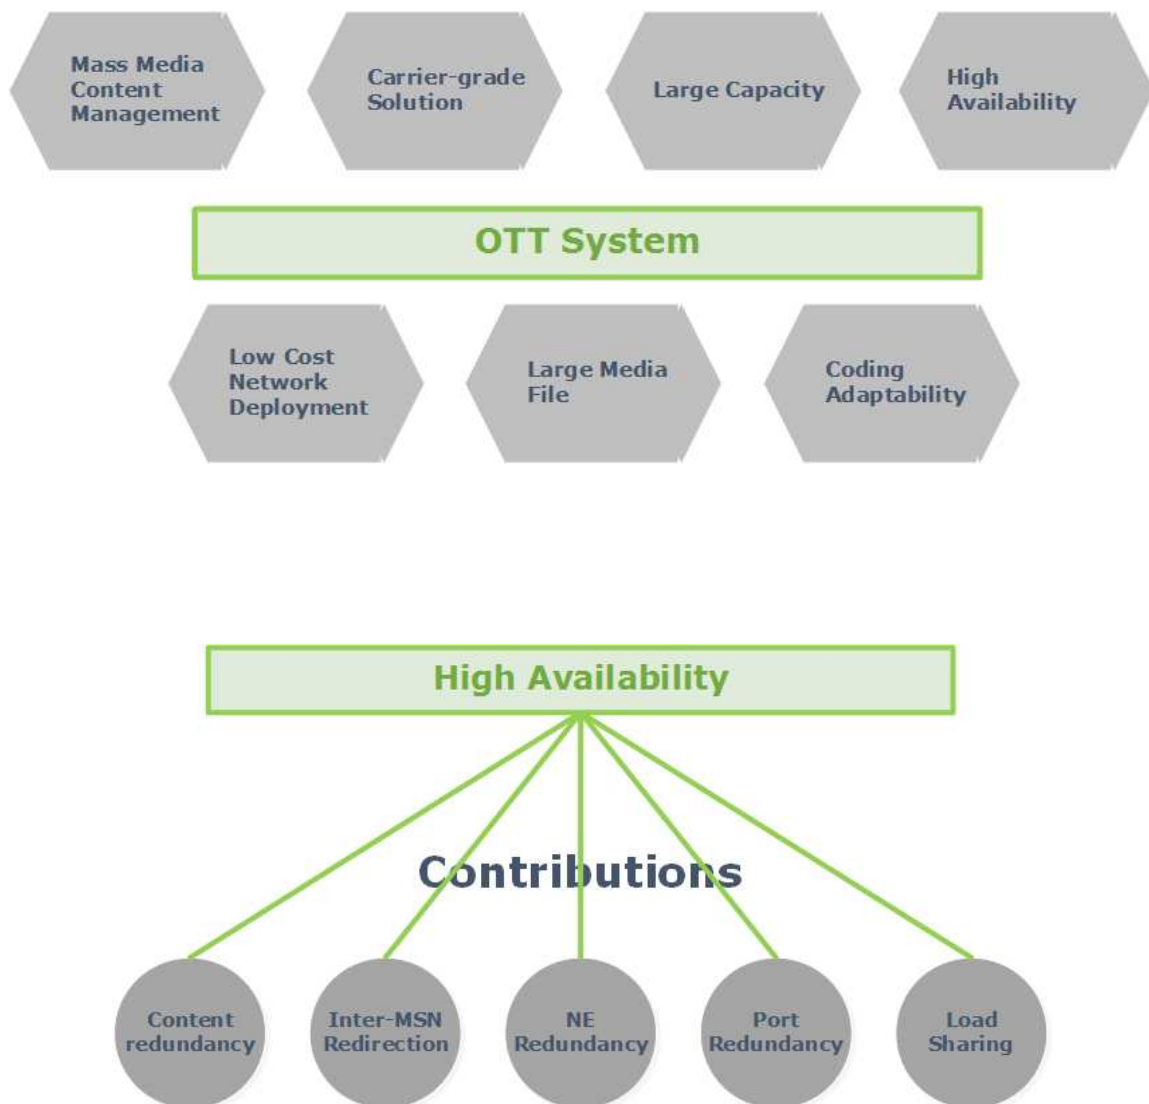 Mass Media
Content
Management
Carrier-grade
Solution
Large Capacity
High
Availability
OTT System
Low Cost
Network
Deployment
Large Media
File
Coding
Adaptability
High Availability
Contributions
Content
redundancy
Inter-MSN
Redirection
NE
Redundancy
Port
Redundancy
Load
Sharing